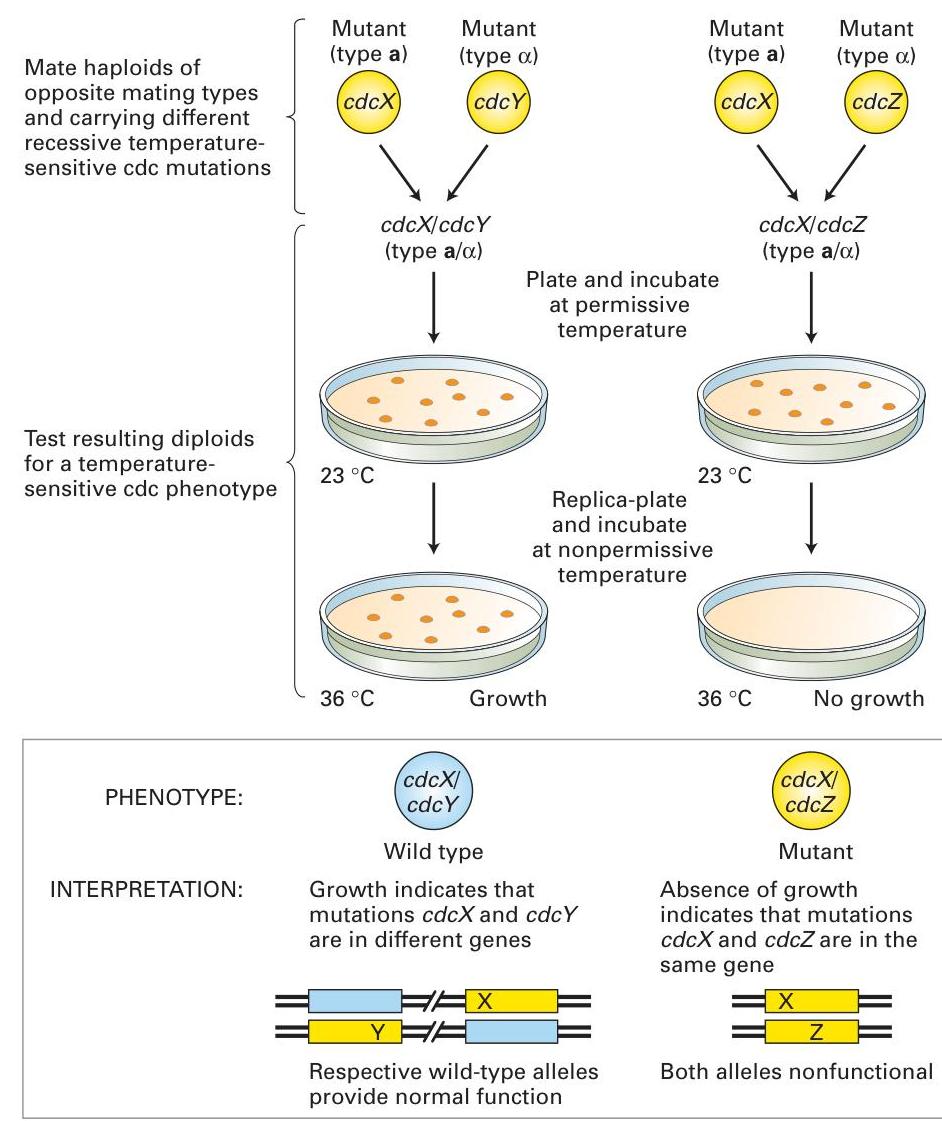 Mutant
(type a)
Mutant
(type α)
Mutant
(type a)
Mutant
(type α)
Mate haploids of
opposite mating types
and carrying different
recessive temperature-
sensitive cdc mutations
cdcX
cdcY
cdcX
cdcZ
cdcX/cdcY
(type a/α)
cdcX/cdcZ
(type a/α)
Plate and incubate
at permissive
temperature
Test resulting diploids
for a temperature-
sensitive cdc phenotype
23 °C
23 °C
Replica-plate
and incubate
at nonpermissive
temperature
36 °C
Growth
36 °C
No growth
PHENOTYPE:
cdcX/
cdcY
Wild type
cdcX/
cdcZ
Mutant
INTERPRETATION:
Growth indicates that
mutations cdcX and cdcY
are in different genes
Absence of growth
indicates that mutations
cdcX and cdcZ are in the
same gene
X
Y
X
Z
Respective wild-type alleles
provide normal function
Both alleles nonfunctional